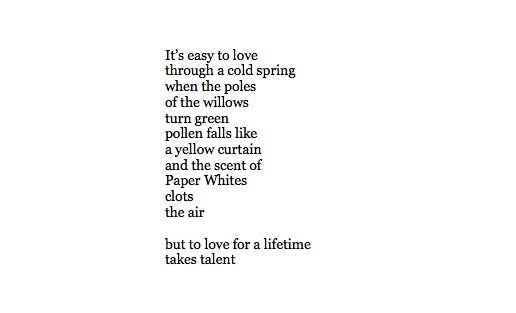 It’s easy to love
through a cold spring
when the poles
of the willows
turn green
pollen falls like
a yellow curtain
and the scent of
Paper Whites
clots
the air

but to love for a lifetime
takes talent